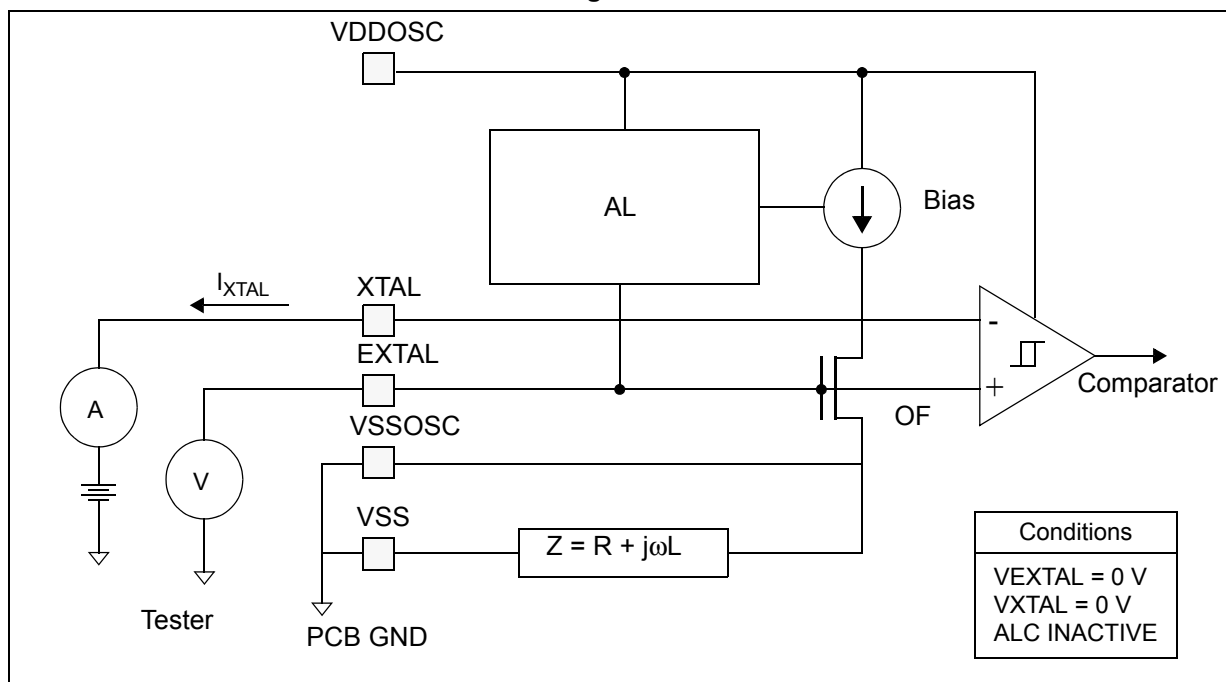 VDDOSC
AL
Bias
I_XTAL
XTAL
-
EXTAL
+
Comparator
A
VSSOSC
OF
V
VSS
Z = R + jωL
Conditions
VEXTAL = 0 V
VXTAL = 0 V
ALC INACTIVE
Tester
PCB GND